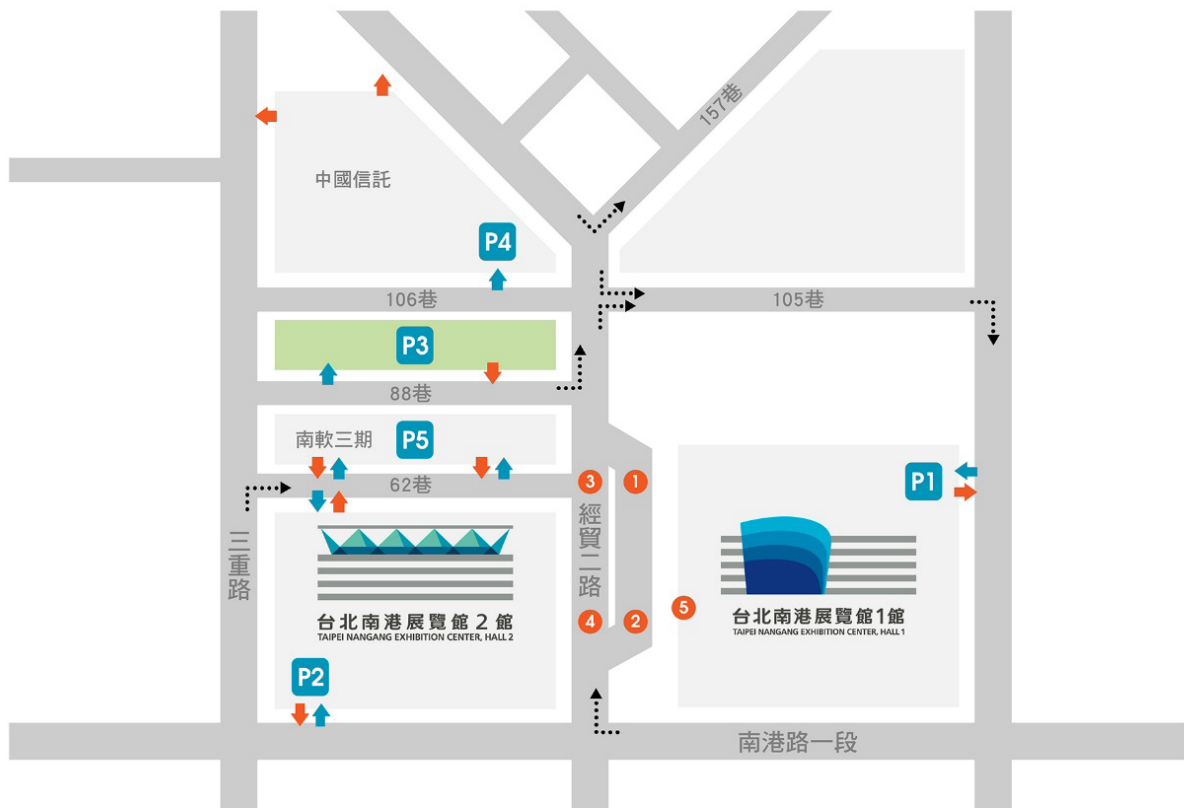 157巷
中國信託
P4
106巷
105巷
P3
88巷
南軟三期
P5
62巷
3
1
P1
三重路
經貿二路
台北南港展覽館2館
TAIPEI NANGANG EXHIBITION CENTER, HALL 2
4
2
5
台北南港展覽館1館
TAIPEI NANGANG EXHIBITION CENTER, HALL 1
P2
南港路一段